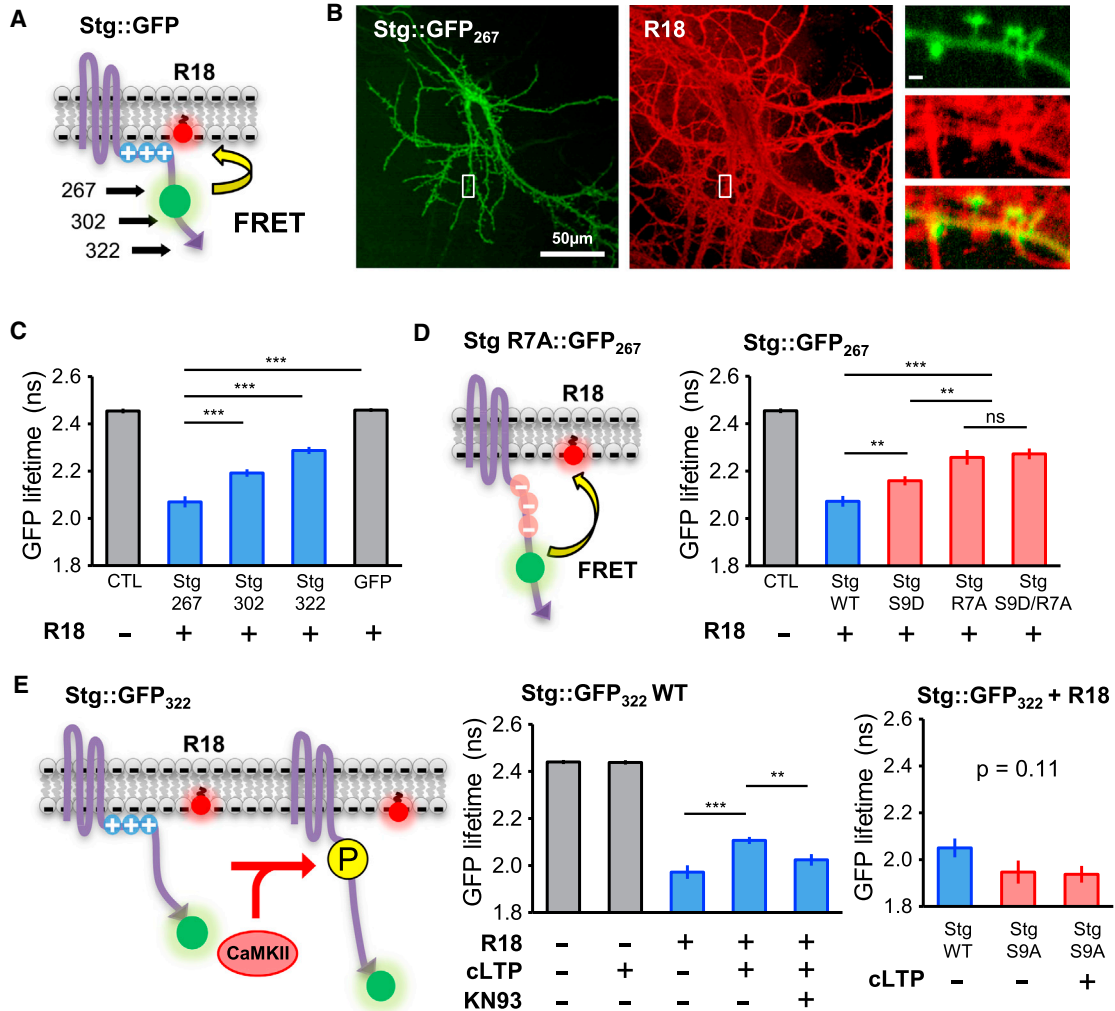 A
Stg::GFP
R18
+++
267
302
322
FRET
B
Stg::GFP267
50µm
R18
C
GFP lifetime (ns)
2.6
2.4
2.2
2.0
1.8
***
***
***
CTL
Stg 267
Stg 302
Stg 322
GFP
R18 – + + + +
D
Stg R7A::GFP267
R18
– – –
FRET
Stg::GFP267
GFP lifetime (ns)
2.6
2.4
2.2
2.0
1.8
***
**
ns
**
CTL
Stg WT
Stg S9D
Stg R7A
Stg S9D/R7A
R18 – + + + +
E
Stg::GFP322
R18
+++
P
CaMKII
Stg::GFP322 WT
GFP lifetime (ns)
2.6
2.4
2.2
2.0
1.8
***
**
R18 – – + + +
cLTP – + – + +
KN93 – – – – +
Stg::GFP322 + R18
GFP lifetime (ns)
2.6
2.4
2.2
2.0
1.8
p = 0.11
Stg WT
Stg S9A
Stg S9A
cLTP – – +